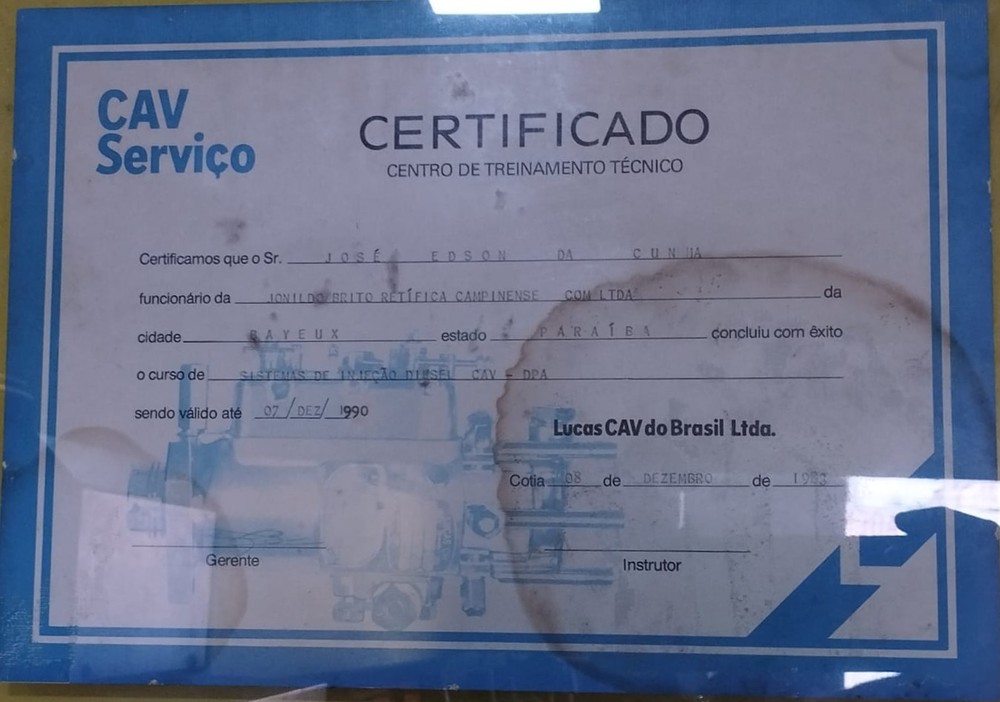 CAV
Serviço
CERTIFICADO
CENTRO DE TREINAMENTO TÉCNICO
Certificamos que o Sr. JOSÉ EDSON DA CUNHA
funcionário da JONILDO BRITO RETÍFICA CAMPINENSE COM LTDA da
cidade BAYEUX estado PARAÍBA concluiu com êxito
o curso de SISTEMAS DE INJEÇÃO DIESEL CAV - DPA
sendo válido até 07/DEZ/1990
Lucas CAV do Brasil Ltda.
Cotia 08 de DEZEMBRO de
Gerente
Instrutor